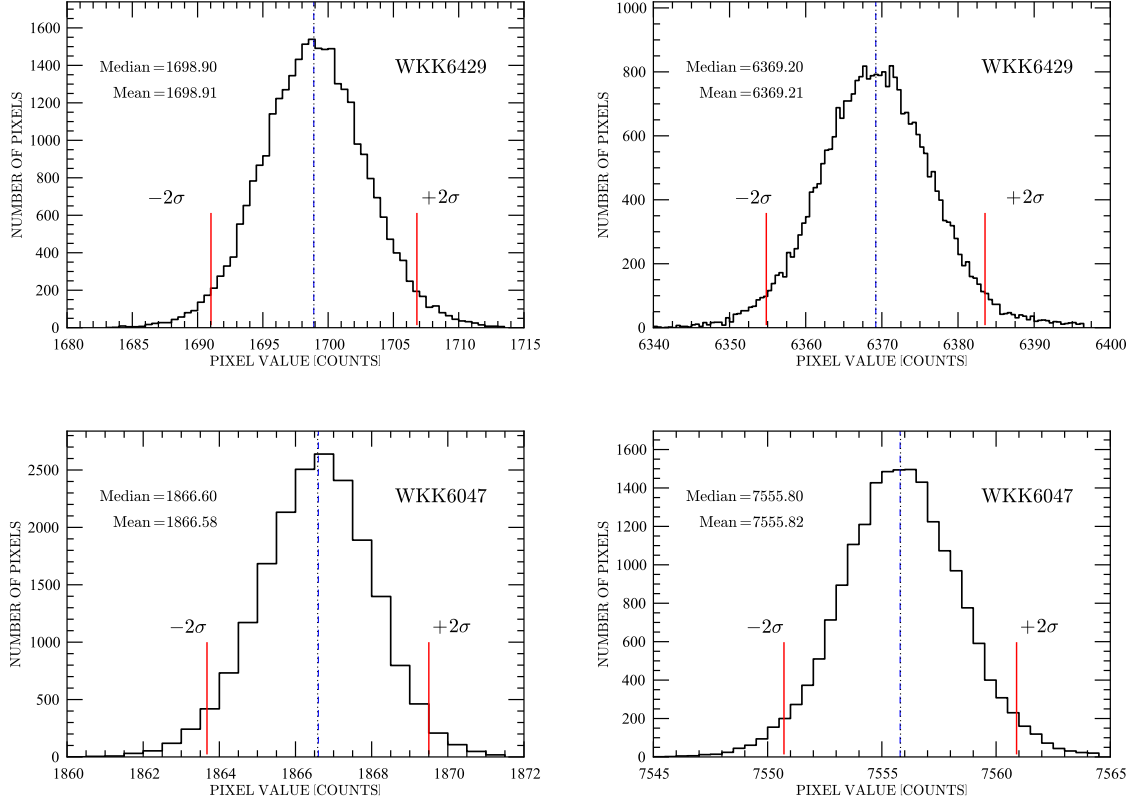 1600
1400
1200
1000
800
600
400
200
0
NUMBER OF PIXELS
Median=1698.90
Mean=1698.91
WKK6429
−2σ
+2σ
1680 1685 1690 1695 1700 1705 1710 1715
PIXEL VALUE [COUNTS]
1000
800
600
400
200
0
NUMBER OF PIXELS
Median=6369.20
Mean=6369.21
WKK6429
−2σ
+2σ
6340 6350 6360 6370 6380 6390 6400
PIXEL VALUE [COUNTS]
2500
2000
1500
1000
500
0
NUMBER OF PIXELS
Median=1866.60
Mean=1866.58
WKK6047
−2σ
+2σ
1860 1862 1864 1866 1868 1870 1872
PIXEL VALUE [COUNTS]
1600
1400
1200
1000
800
600
400
200
0
NUMBER OF PIXELS
Median=7555.80
Mean=7555.82
WKK6047
−2σ
+2σ
7545 7550 7555 7560 7565
PIXEL VALUE [COUNTS]